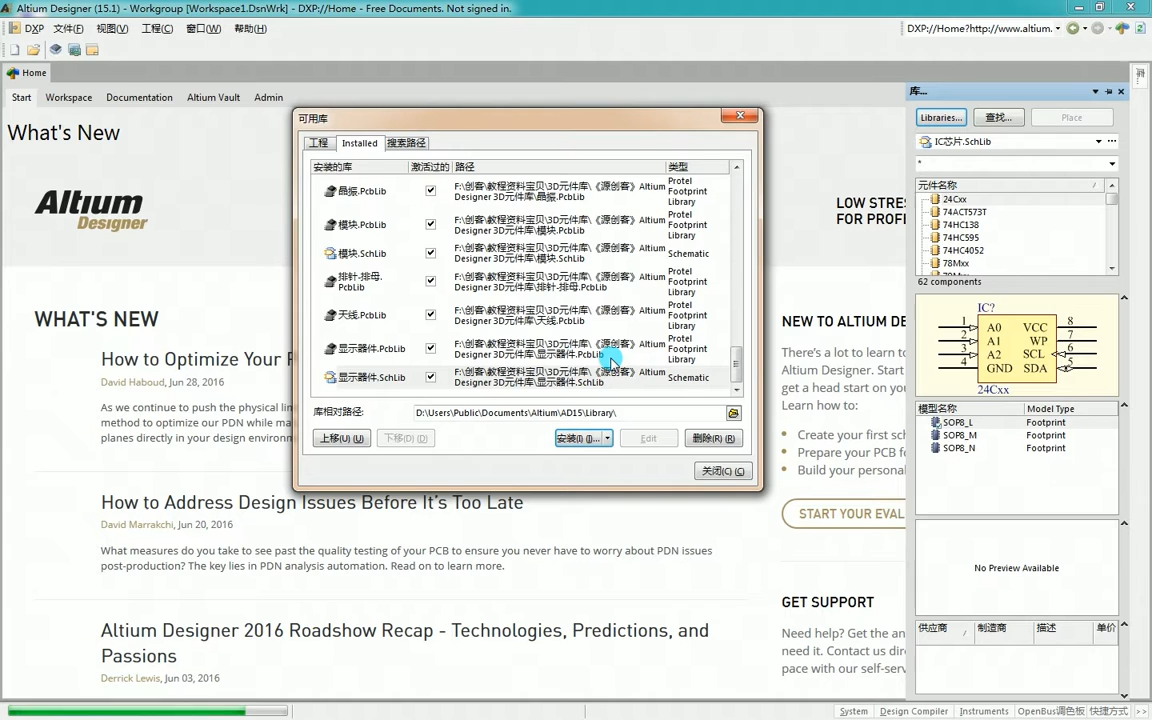 Altium Designer (15.1) - Workgroup [Workspace1.DsnWrk] - DXP://Home - Free Documents. Not signed in.
DXP 文件(F) 视图(V) 工程(C) 窗口(W) 帮助(H)
DXP://Home?http://www.altium.
Home
Start Workspace Documentation Altium Vault Admin
What's New
Altium
Designer
LOW STRES
FOR PROFE
WHAT'S NEW
How to Optimize Your P
David Haboud, Jun 28, 2016
As we continue to push the physical lim
method to optimize our PDN while ma
planes directly in your design environ
How to Address Design Issues Before It's Too Late
David Marrakchi, Jun 20, 2016
What measures do you take to see past the quality testing of your PCB to ensure you never have to worry about PDN issues
post-production? The key lies in PDN analysis automation. Read on to learn more.
Altium Designer 2016 Roadshow Recap - Technologies, Predictions, and
Passions
Derrick Lewis, Jun 03, 2016
NEW TO ALTIUM DE
There's a lot to learn
get a head start on your
Learn how to:
Create your first sch
Prepare your PCB f
Build your personal
START YOUR EVAL
GET SUPPORT
Need help? Get the an
need it. Contact us dire
pace with our self-serv
可用库
工程 Installed 搜索路径
安装的库 激活过的 路径 类型
晶振.PcbLib F:\创客\教程资料宝贝\3D元件库\《源创客》Altium Designer 3D元件库\晶振.PcbLib Protel Footprint Library
模块.PcbLib F:\创客\教程资料宝贝\3D元件库\《源创客》Altium Designer 3D元件库\模块.PcbLib Protel Footprint Library
模块.SchLib F:\创客\教程资料宝贝\3D元件库\《源创客》Altium Designer 3D元件库\模块.SchLib Schematic
排针-排母.PcbLib F:\创客\教程资料宝贝\3D元件库\《源创客》Altium Designer 3D元件库\排针-排母.PcbLib Protel Footprint Library
天线.PcbLib F:\创客\教程资料宝贝\3D元件库\《源创客》Altium Designer 3D元件库\天线.PcbLib Protel Footprint Library
显示器件.PcbLib F:\创客\教程资料宝贝\3D元件库\《源创客》Altium Designer 3D元件库\显示器件.PcbLib Protel Footprint Library
显示器件.SchLib F:\创客\教程资料宝贝\3D元件库\《源创客》Altium Designer 3D元件库\显示器件.SchLib Schematic
库相对路径: D:\Users\Public\Documents\Altium\AD15\Library\
上移(U) (U) 下移(D) (D) 安装(I) (I)... Edit 删除(R) (R)
关闭(C) (C)
库...
Libraries... 查找... Place
IC芯片.SchLib
*
元件名称
24Cxx
74ACT573T
74HC138
74HC595
74HC4052
78Mxx
62 components
IC?
1 A0 VCC 8
2 A1 WP 7
3 A2 SCL 6
4 GND SDA 5
24Cxx
模型名称 Model Type
SOP8_L Footprint
SOP8_M Footprint
SOP8_N Footprint
No Preview Available
供应商 制造商 描述 单价
System Design Compiler Instruments OpenBus调色板 快捷方式 >>